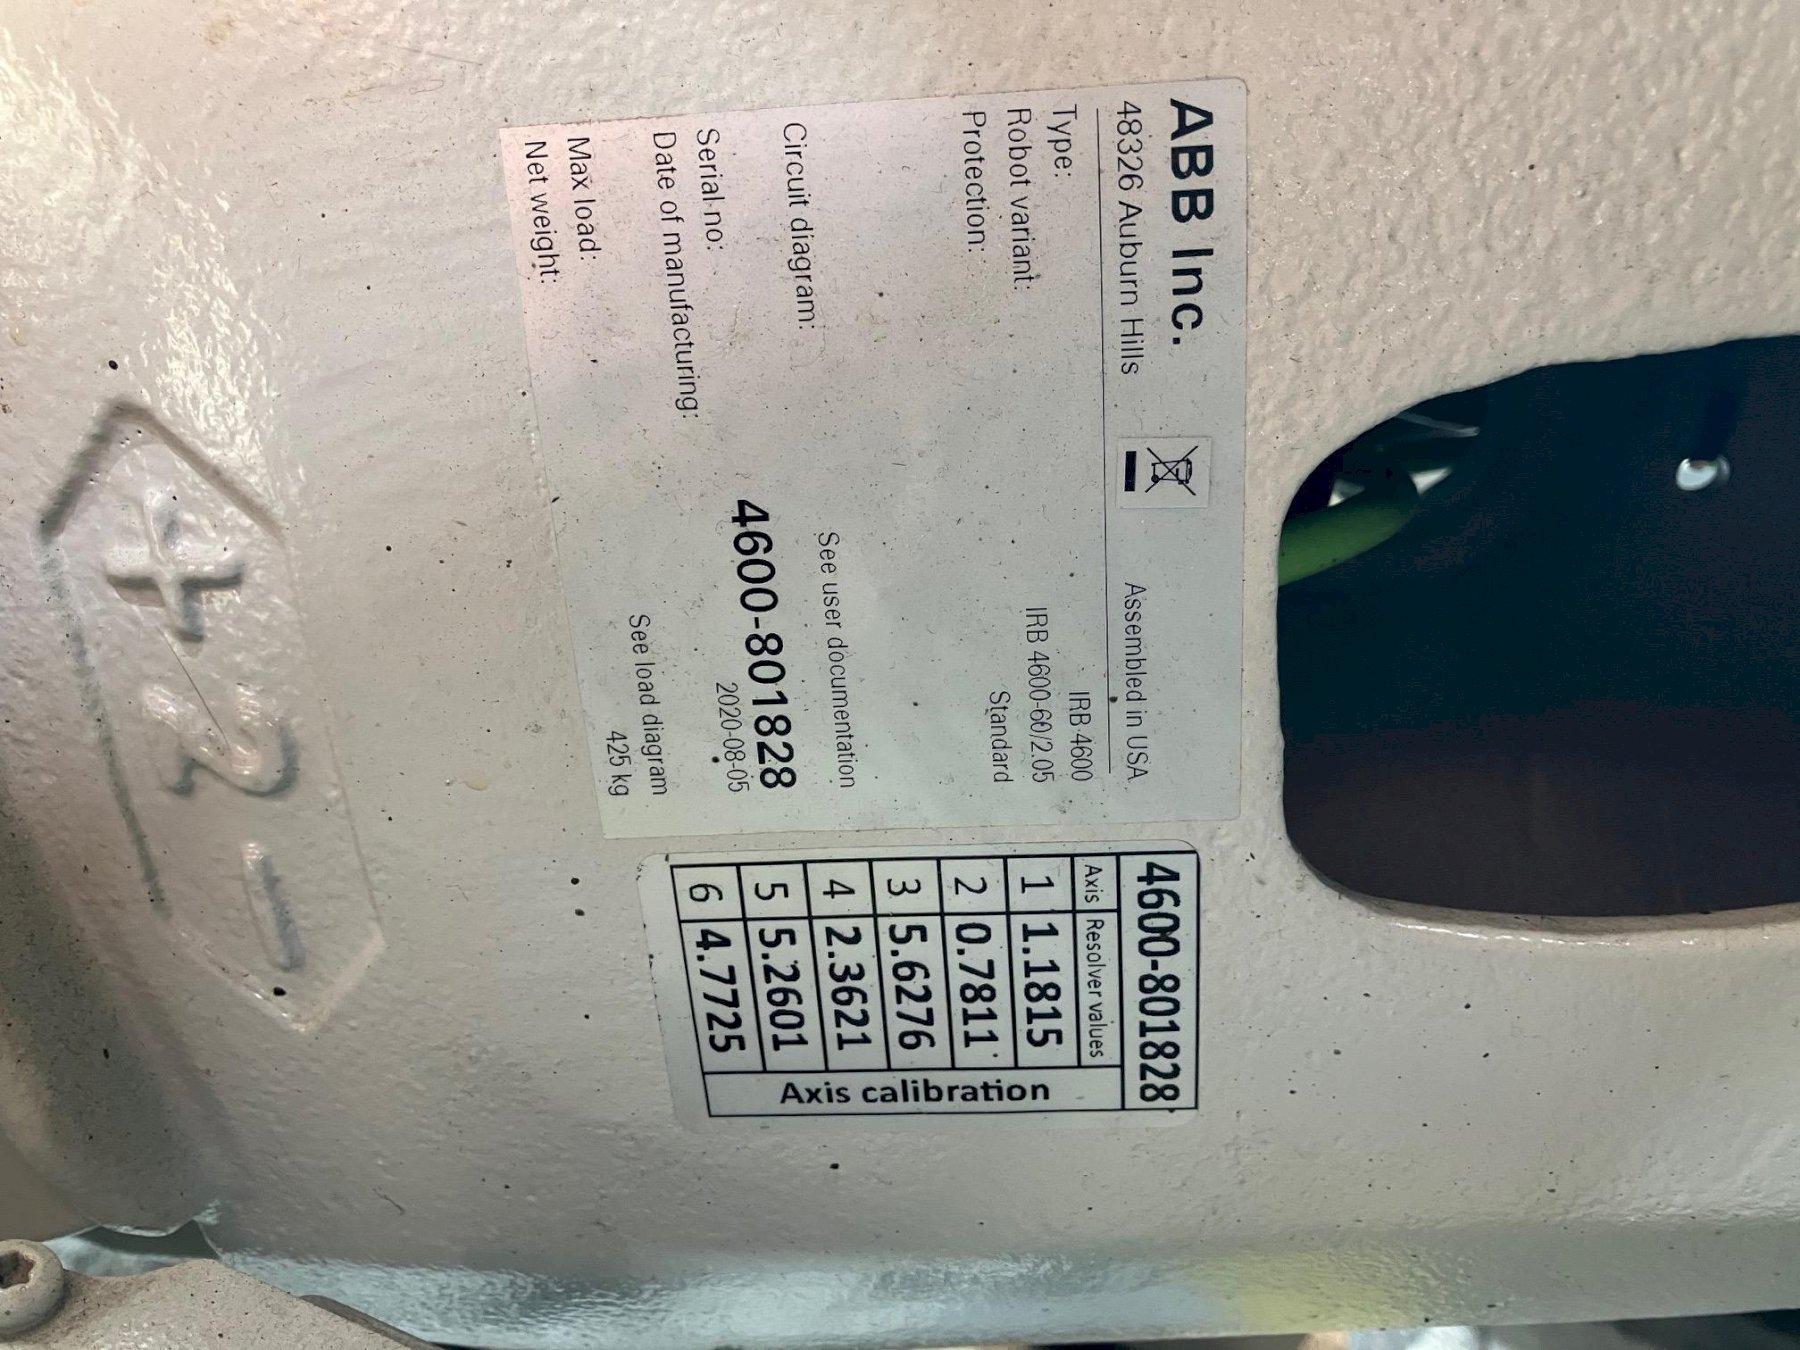 ABB Inc.
48326 Auburn Hills Assembled in USA
Type: IRB 4600
Robot variant: IRB 4600-60/2.05
Protection: Standard
Circuit diagram: See user documentation
Serial no: 4600-801828
Date of manufacturing: 2020-08-05
Max load: See load diagram
Net weight: 425 kg
4600-801828
Axis Resolver values
1 1.1815
2 0.7811
3 5.6276
4 2.3621
5 5.2601
6 4.7725
Axis calibration
+ 2 -